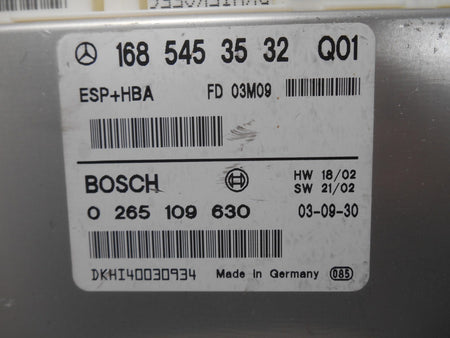 168 545 35 32 Q01
ESP+HBA FD 03M09
BOSCH HW 18/02
SW 21/02
0 265 109 630 03-09-30
DKHI40030934 Made in Germany 085